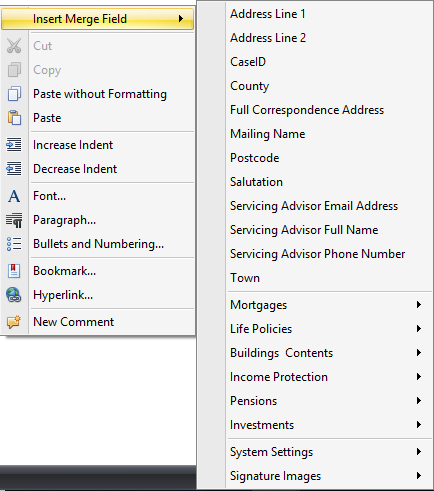 Insert Merge Field
Cut
Copy
Paste without Formatting
Paste
Increase Indent
Decrease Indent
Font...
Paragraph...
Bullets and Numbering...
Bookmark...
Hyperlink...
New Comment
Address Line 1
Address Line 2
CaseID
County
Full Correspondence Address
Mailing Name
Postcode
Salutation
Servicing Advisor Email Address
Servicing Advisor Full Name
Servicing Advisor Phone Number
Town
Mortgages
Life Policies
Buildings  Contents
Income Protection
Pensions
Investments
System Settings
Signature Images